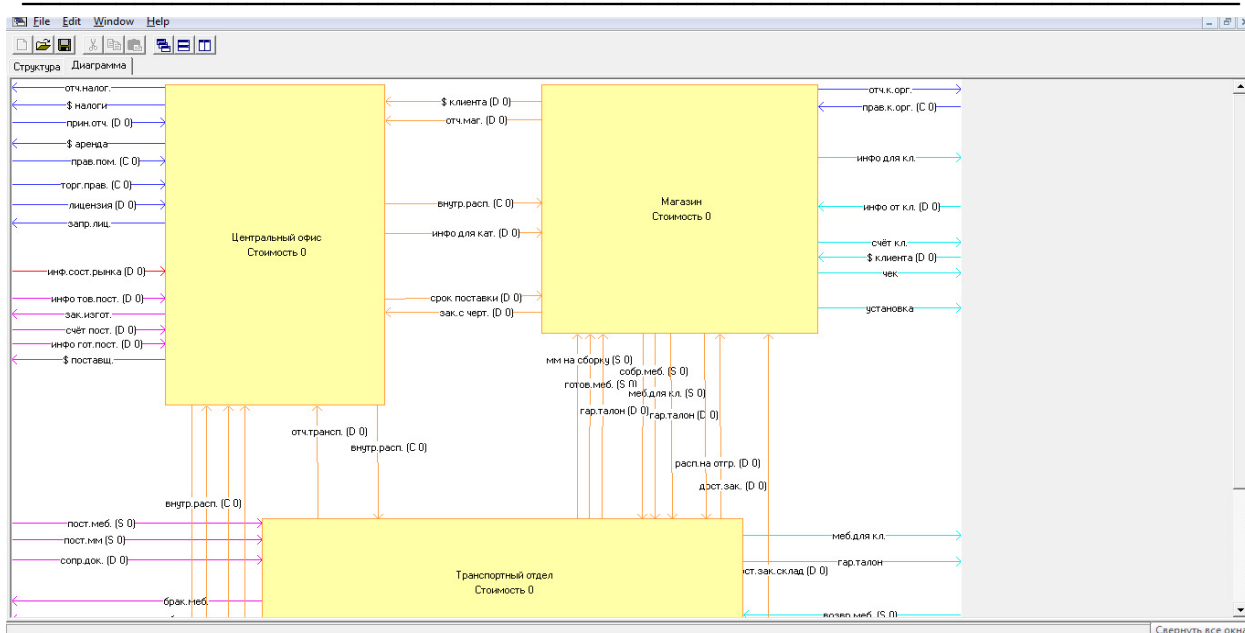 File Edit Window Help
Структура Диаграмма
отч.налог.
$ налоги
прин.отч. (D 0)
$ аренда
прав.пом. (C 0)
торг.прав. (C 0)
лицензия (D 0)
запр.лиц.
инф.сост.рынка (D 0)
инфо тов.пост. (D 0)
зак.изгот.
счёт пост. (D 0)
инфо гот.пост. (D 0)
$ поставщ.
Центральный офис
Стоимость 0
$ клиента (D 0)
отч.маг. (D 0)
внутр.расп. (C 0)
инфо для кат. (D 0)
срок поставки (D 0)
зак.с черт. (D 0)
Магазин
Стоимость 0
отч.к.орг.
прав.к.орг. (C 0)
инфо для кл.
инфо от кл. (D 0)
счёт кл.
$ клиента (D 0)
чек
установка
мм на сборку (S 0)
собр.меб. (S 0)
готов.меб. (S 0)
меб.для кл. (S 0)
гар.талон (D 0)
гар.талон (D 0)
отч.трансп. (D 0)
внутр.расп. (C 0)
расп.на отгр. (D 0)
дост.зак. (D 0)
внутр.расп. (C 0)
пост.меб. (S 0)
пост.мм (S 0)
сопр.док. (D 0)
брак.меб.
Транспортный отдел
Стоимость 0
меб.для кл.
гар.талон
ост.зак.склад (D 0)
возвр.меб. (S 0)
Свернуть все окна